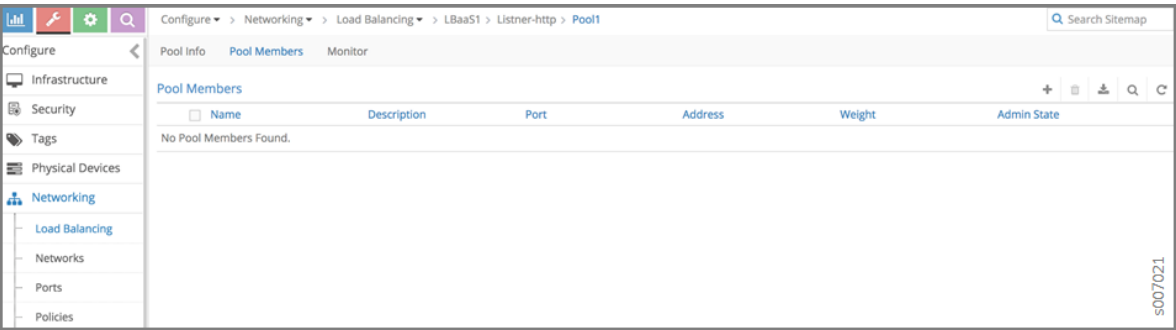 Configure > Networking > Load Balancing > LBaaS1 > Listner-http > Pool1
Search Sitemap
Configure
Pool Info Pool Members Monitor
Infrastructure
Security
Tags
Physical Devices
Networking
Load Balancing
Networks
Ports
Policies
Pool Members
Name Description Port Address Weight Admin State
No Pool Members Found.
s007021